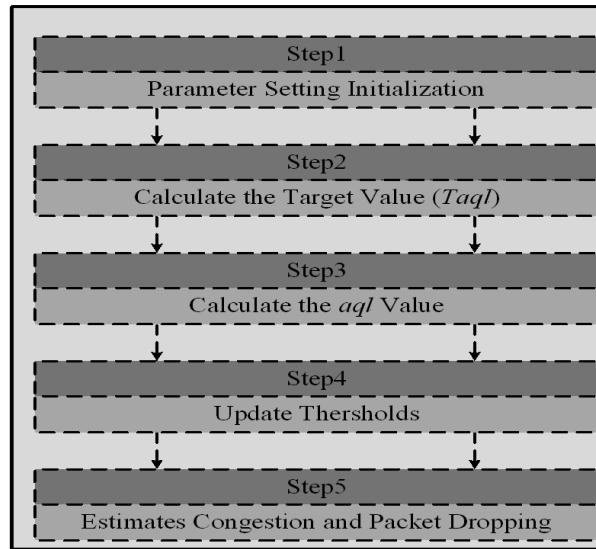 Step1
Parameter Setting Initialization
Step2
Calculate the Target Value (Taql)
Step3
Calculate the aql Value
Step4
Update Thersholds
Step5
Estimates Congestion and Packet Dropping